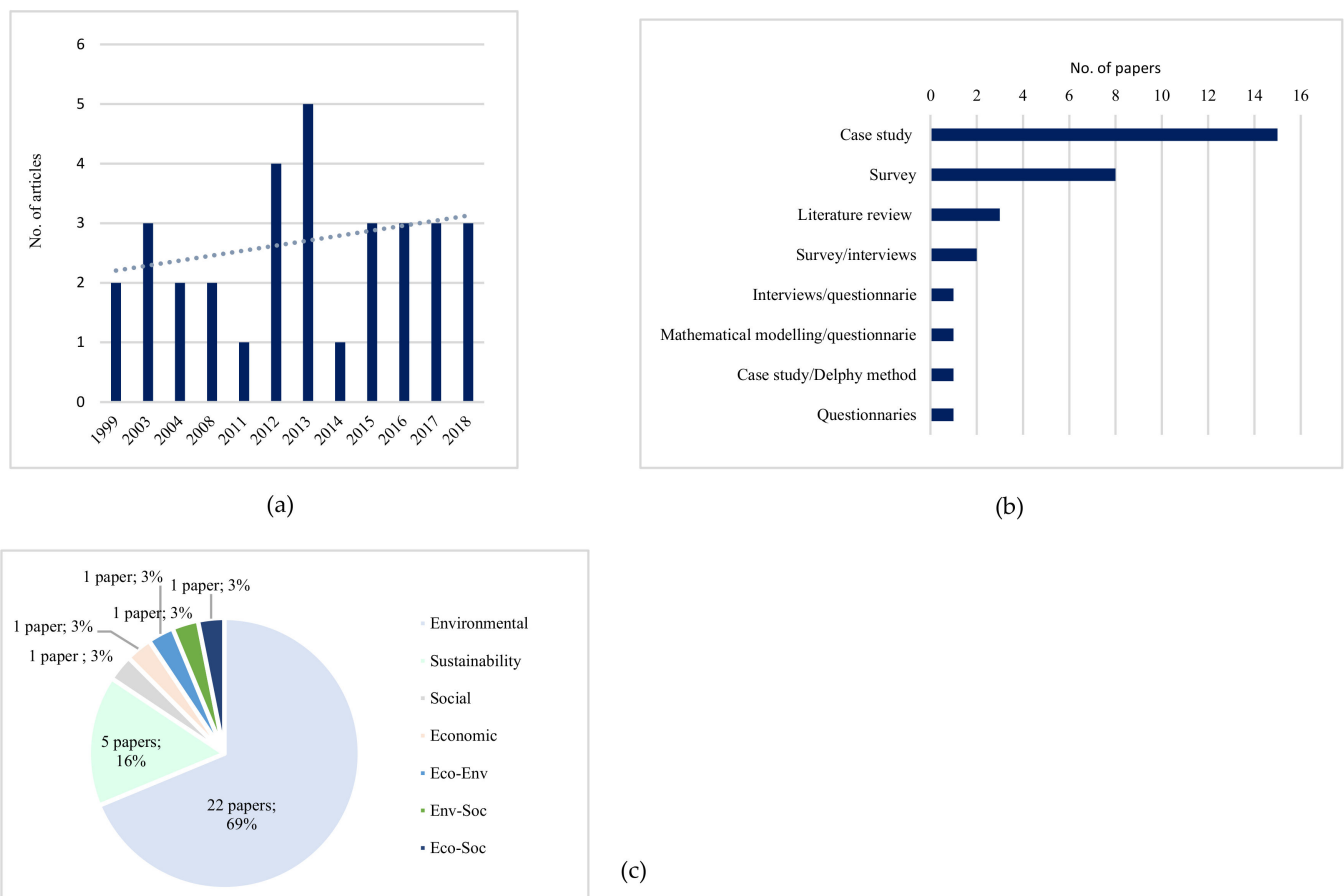 6
5
4
3
2
1
0
No. of articles
1999
2003
2004
2008
2011
2012
2013
2014
2015
2016
2017
2018
(a)
No. of papers
0 2 4 6 8 10 12 14 16
Case study
Survey
Literature review
Survey/interviews
Interviews/questionnarie
Mathematical modelling/questionnarie
Case study/Delphy method
Questionnaries
(b)
1 paper; 3%
1 paper; 3%
1 paper; 3%
1 paper; 3%
1 paper ; 3%
5 papers;
16%
22 papers;
69%
Environmental
Sustainability
Social
Economic
Eco-Env
Env-Soc
Eco-Soc
(c)